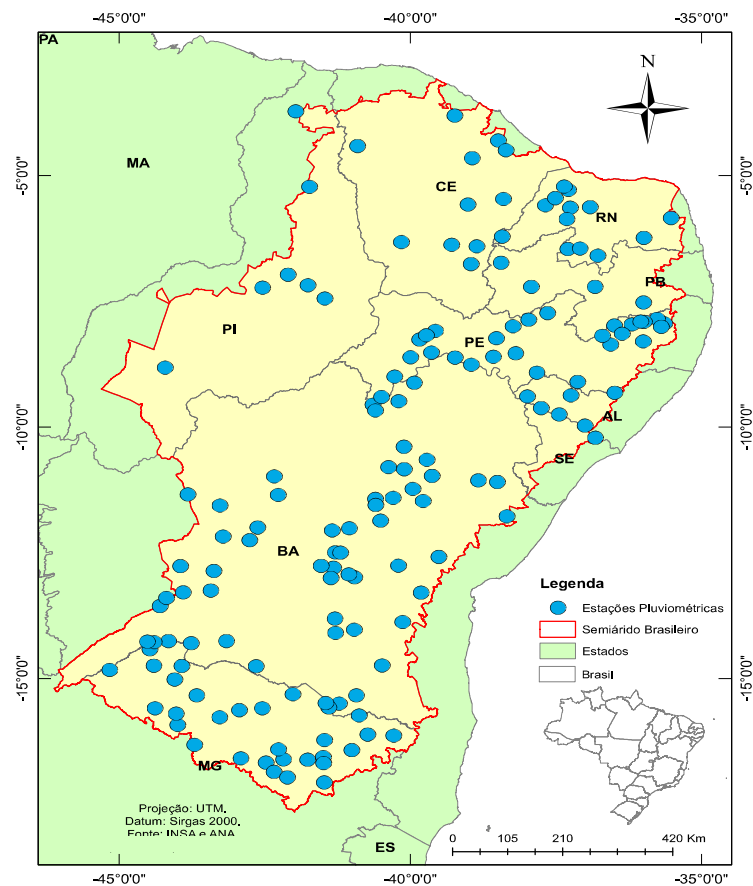 -45°0'0"
-40°0'0"
-35°0'0"
PA
N
MA
-5°0'0"
-5°0'0"
CE
RN
PB
PI
PE
AL
-10°0'0"
-10°0'0"
SE
BA
Legenda
Estações Pluviométricas
Semiárido Brasileiro
Estados
Brasil
-15°0'0"
-15°0'0"
MG
Projeção: UTM,
Datum: Sirgas 2000,
Fonte: INSA e ANA
ES
0 105 210 420 Km
-45°0'0"
-40°0'0"
-35°0'0"